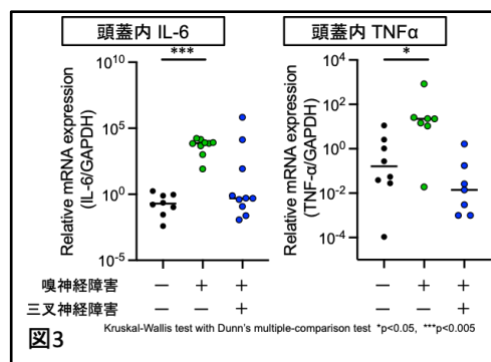 頭蓋内 IL-6
***
Relative mRNA expression
(IL-6/GAPDH)
10^10
10^5
10^0
10^-5
頭蓋内 TNFα
*
Relative mRNA expression
(TNF-α/GAPDH)
10^4
10^2
10^0
10^-2
10^-4
嗅神経障害 − + + − + +
三叉神経障害 − − + − − +
図3
Kruskal-Wallis test with Dunn's multiple-comparison test *p<0.05, ***p<0.005